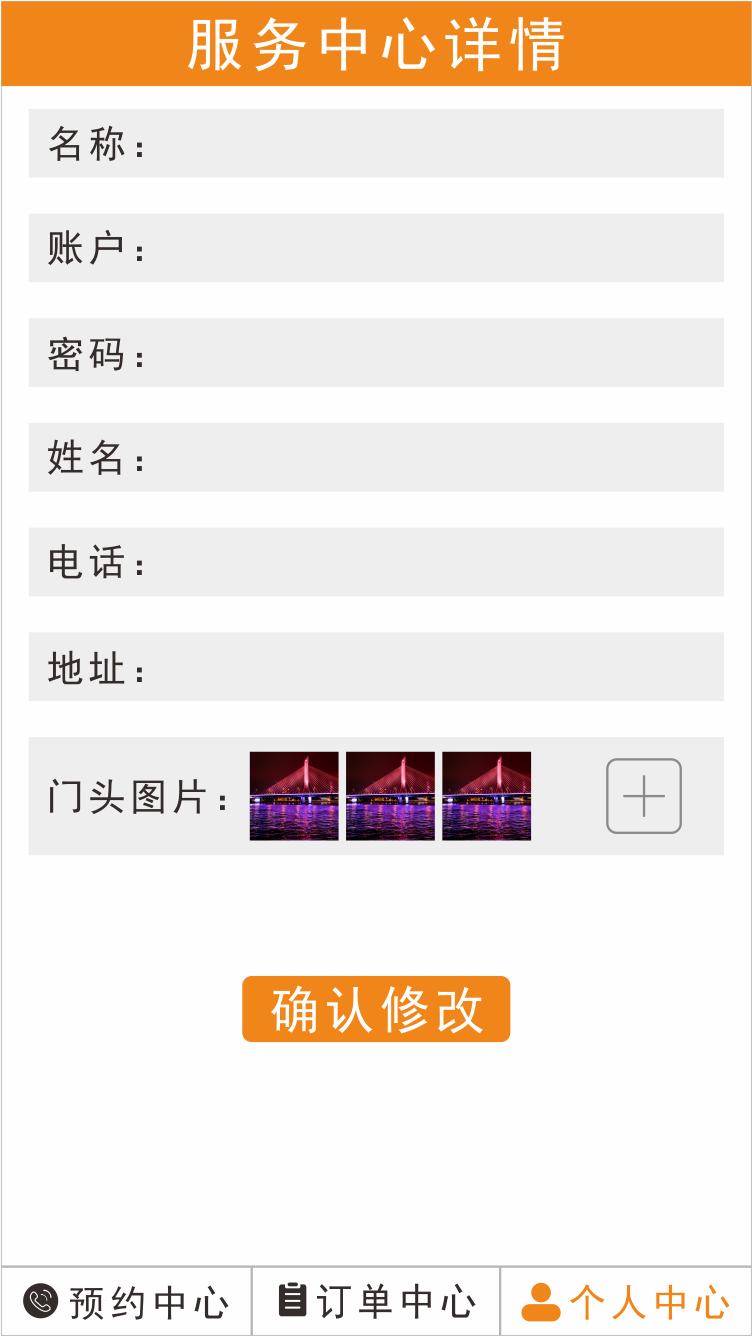 服务中心详情
名称：
账户：
密码：
姓名：
电话：
地址：
门头图片：
确认修改
预约中心
订单中心
个人中心